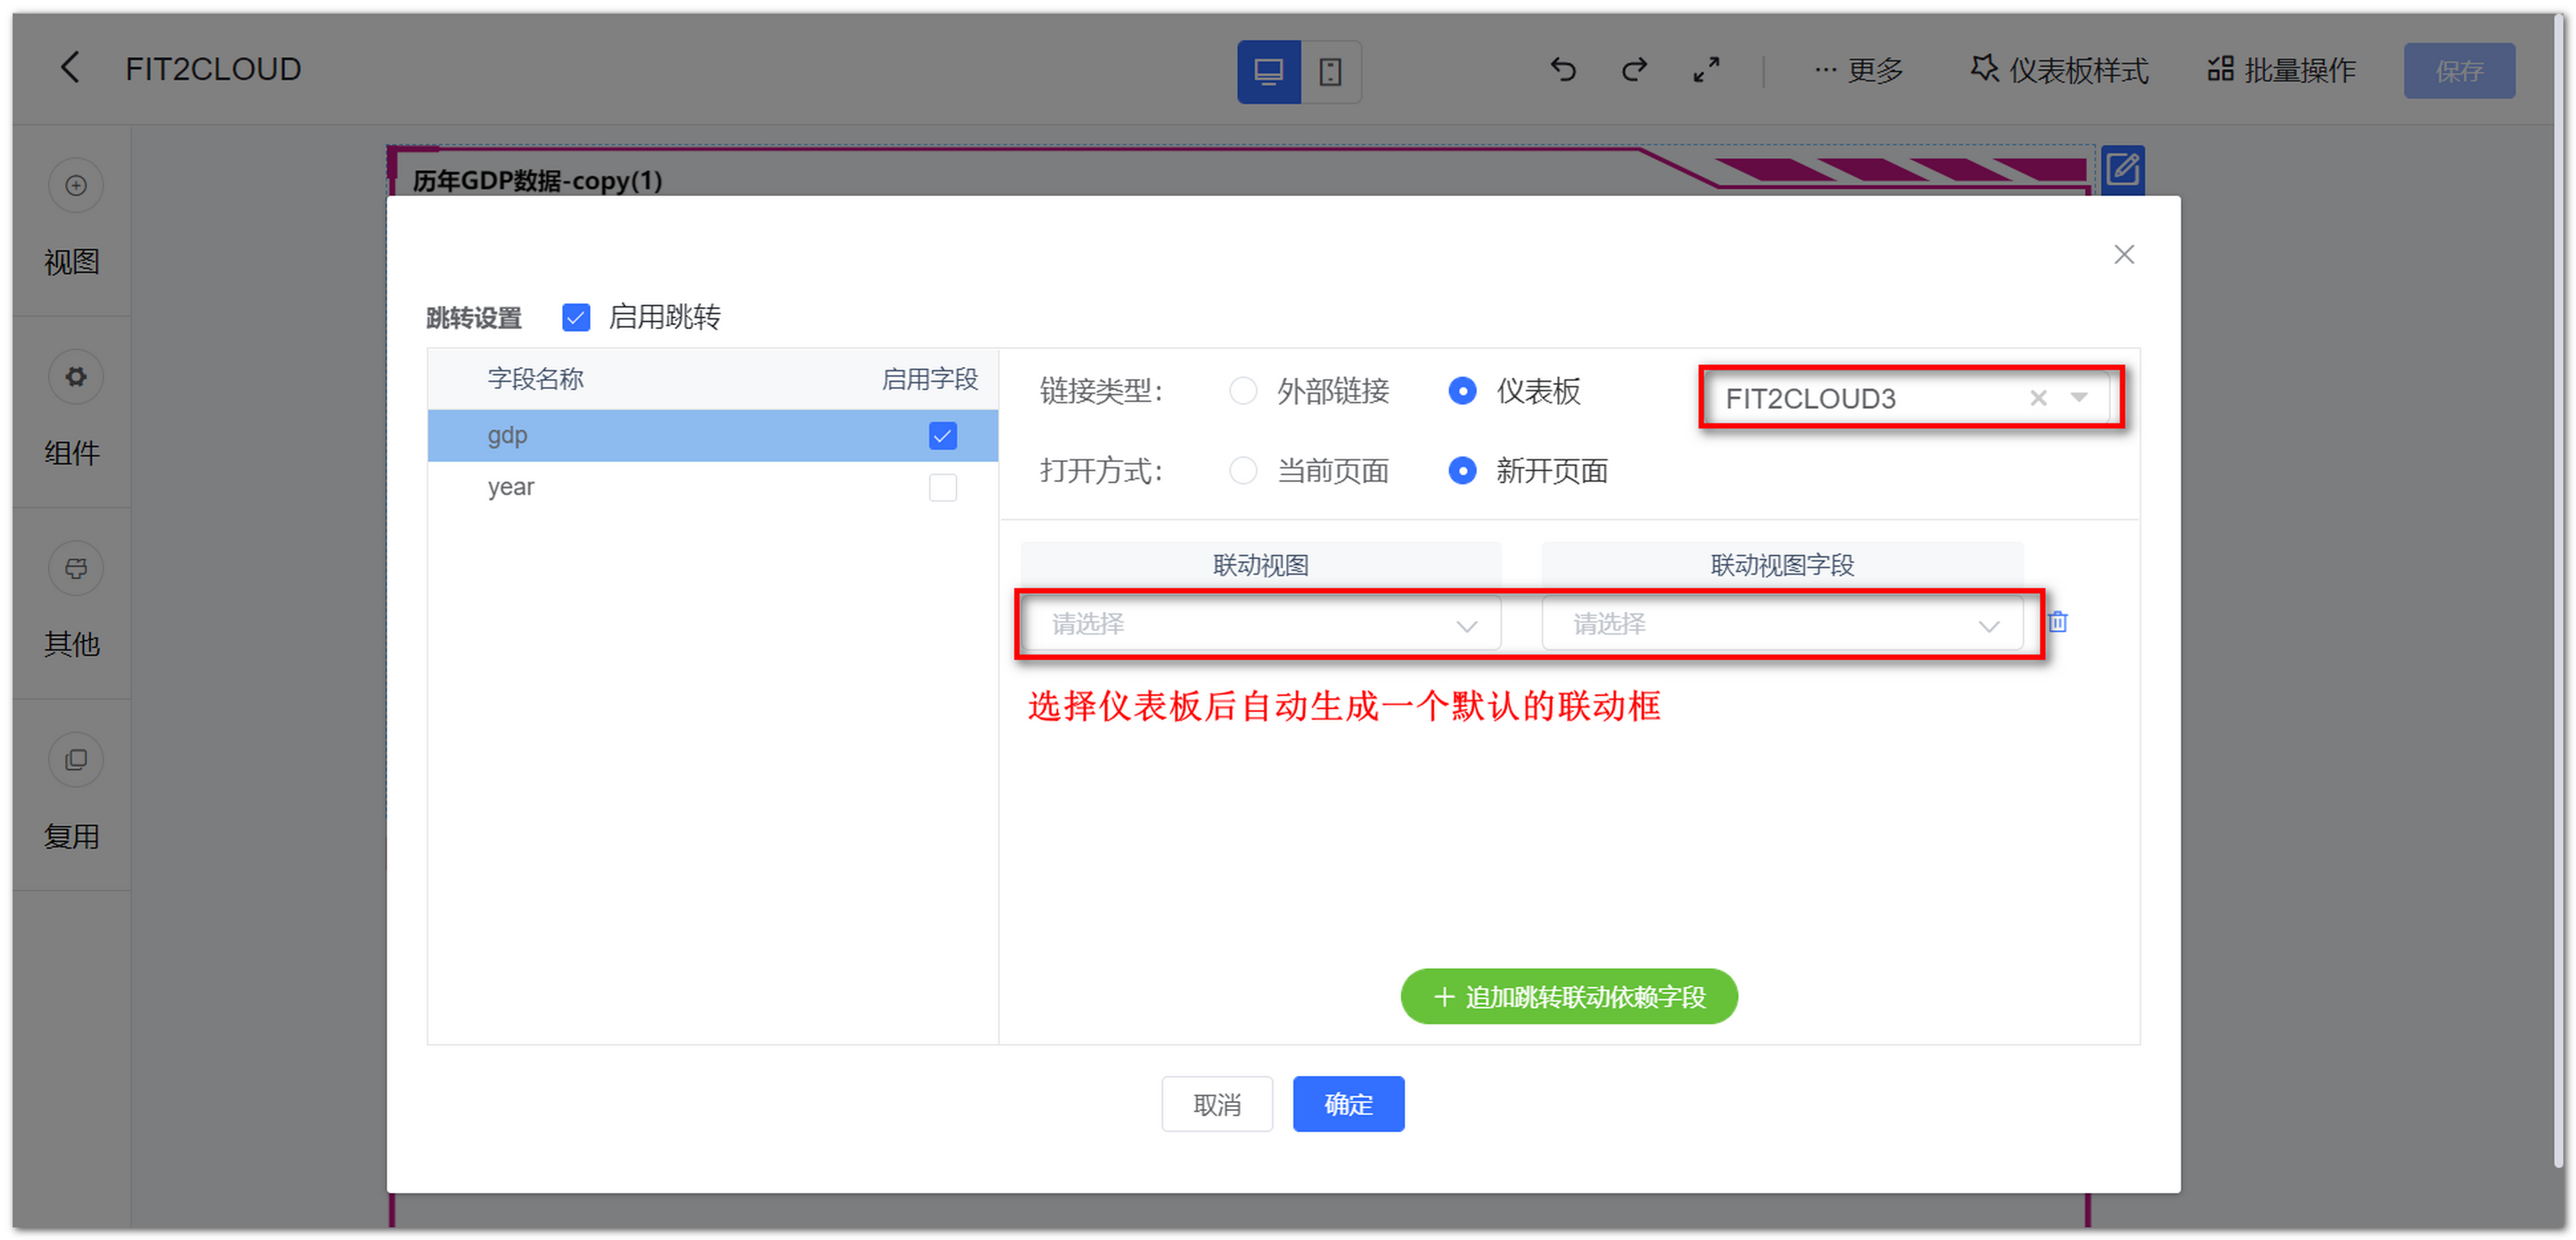 FIT2CLOUD
··· 更多 仪表板样式 批量操作 保存
视图
组件
其他
复用
历年GDP数据-copy(1)
跳转设置 启用跳转
字段名称 启用字段
gdp
year
链接类型： 外部链接 仪表板 FIT2CLOUD3
打开方式： 当前页面 新开页面
联动视图 联动视图字段
请选择 请选择
选择仪表板后自动生成一个默认的联动框
+ 追加跳转联动依赖字段
取消 确定